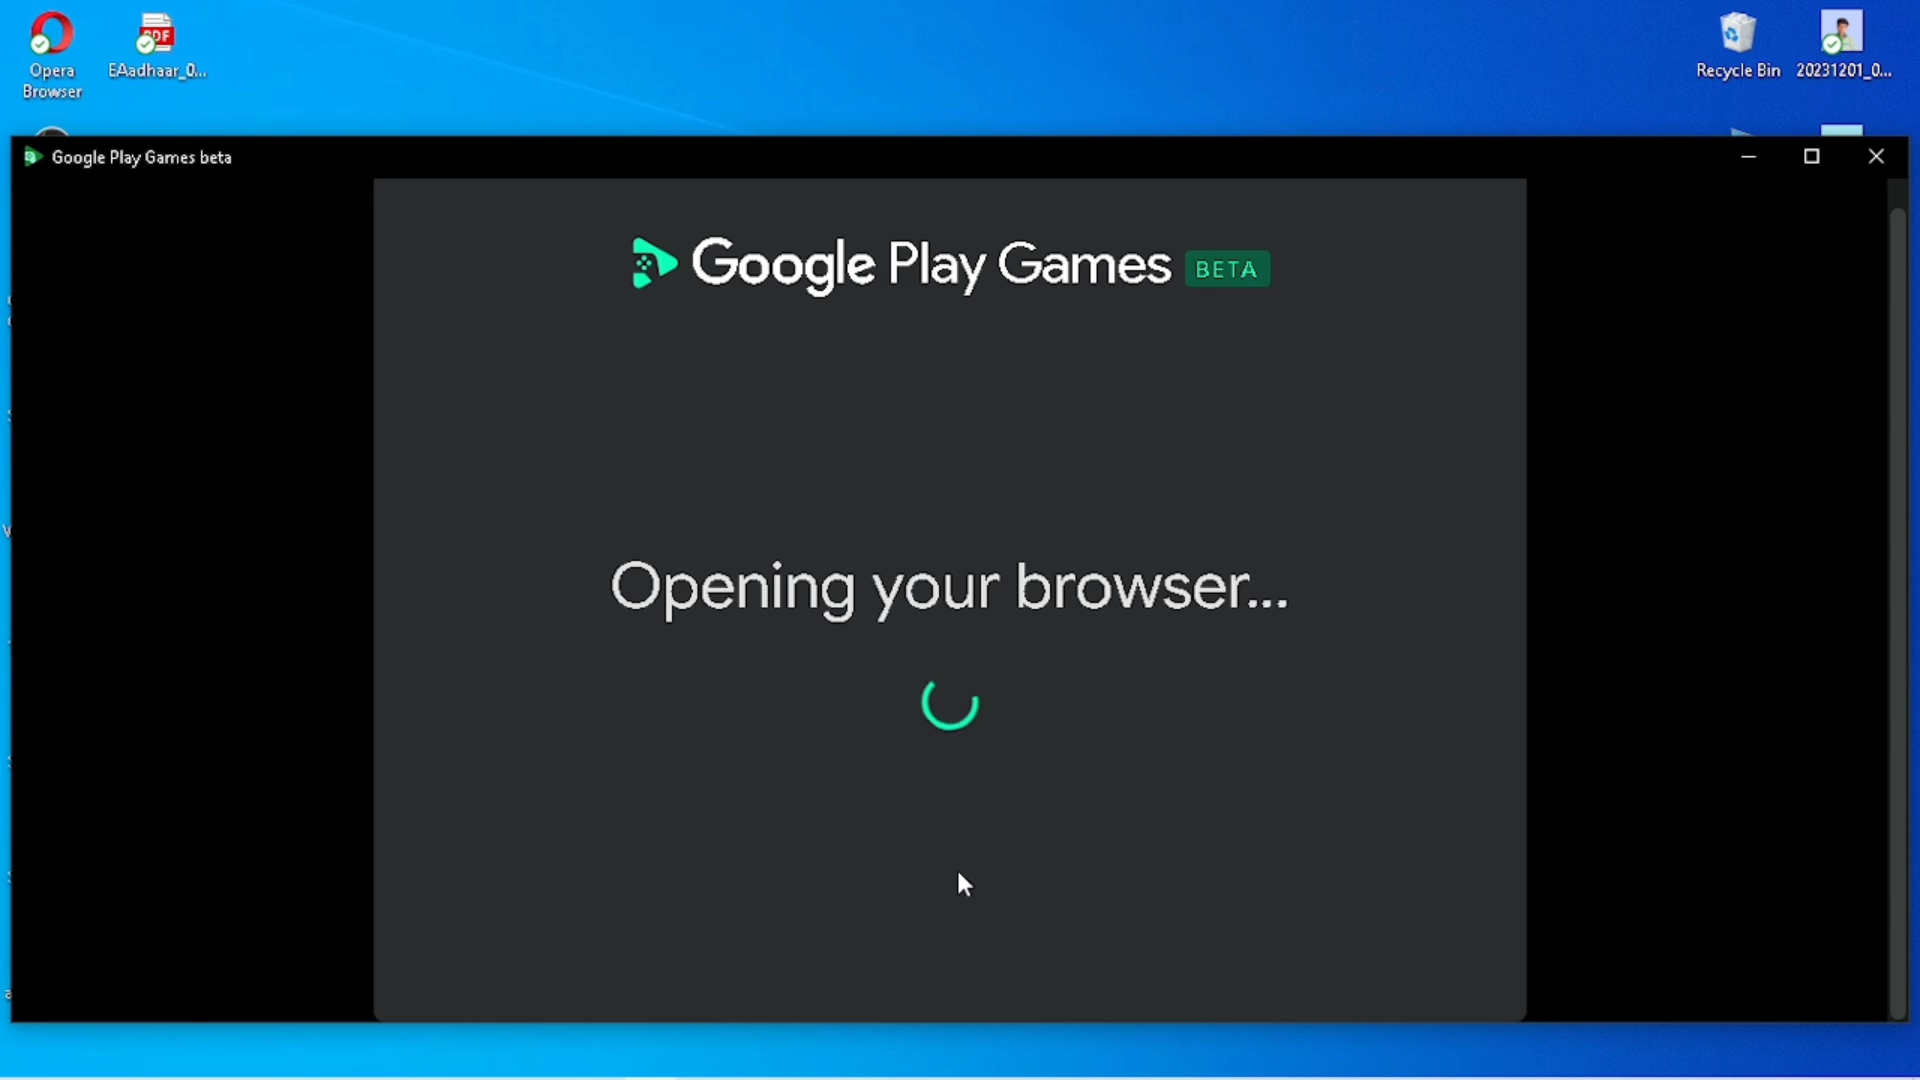 Opera
Browser
EAadhaar_0...
Recycle Bin
20231201_0...
Google Play Games beta
Google Play Games BETA
Opening your browser...